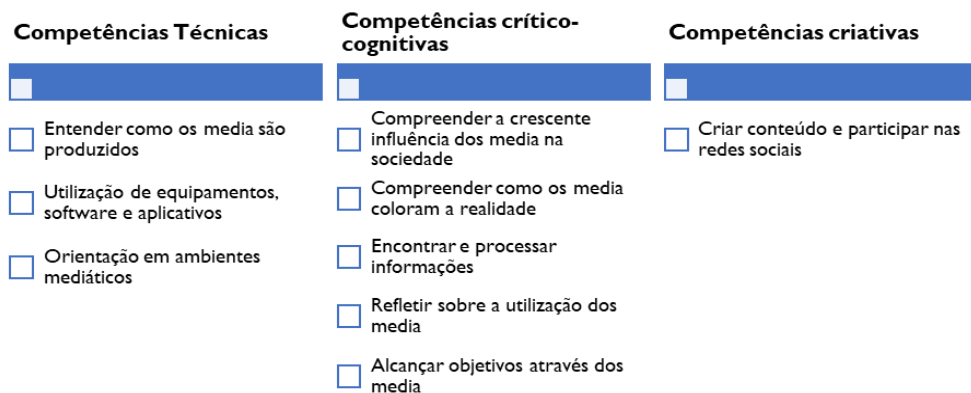 Competências Técnicas
Entender como os media são
produzidos
Utilização de equipamentos,
software e aplicativos
Orientação em ambientes
mediáticos
Competências crítico-
cognitivas
Compreender a crescente
influência dos media na
sociedade
Compreender como os media
coloram a realidade
Encontrar e processar
informações
Refletir sobre a utilização dos
media
Alcançar objetivos através dos
media
Competências criativas
Criar conteúdo e participar nas
redes sociais